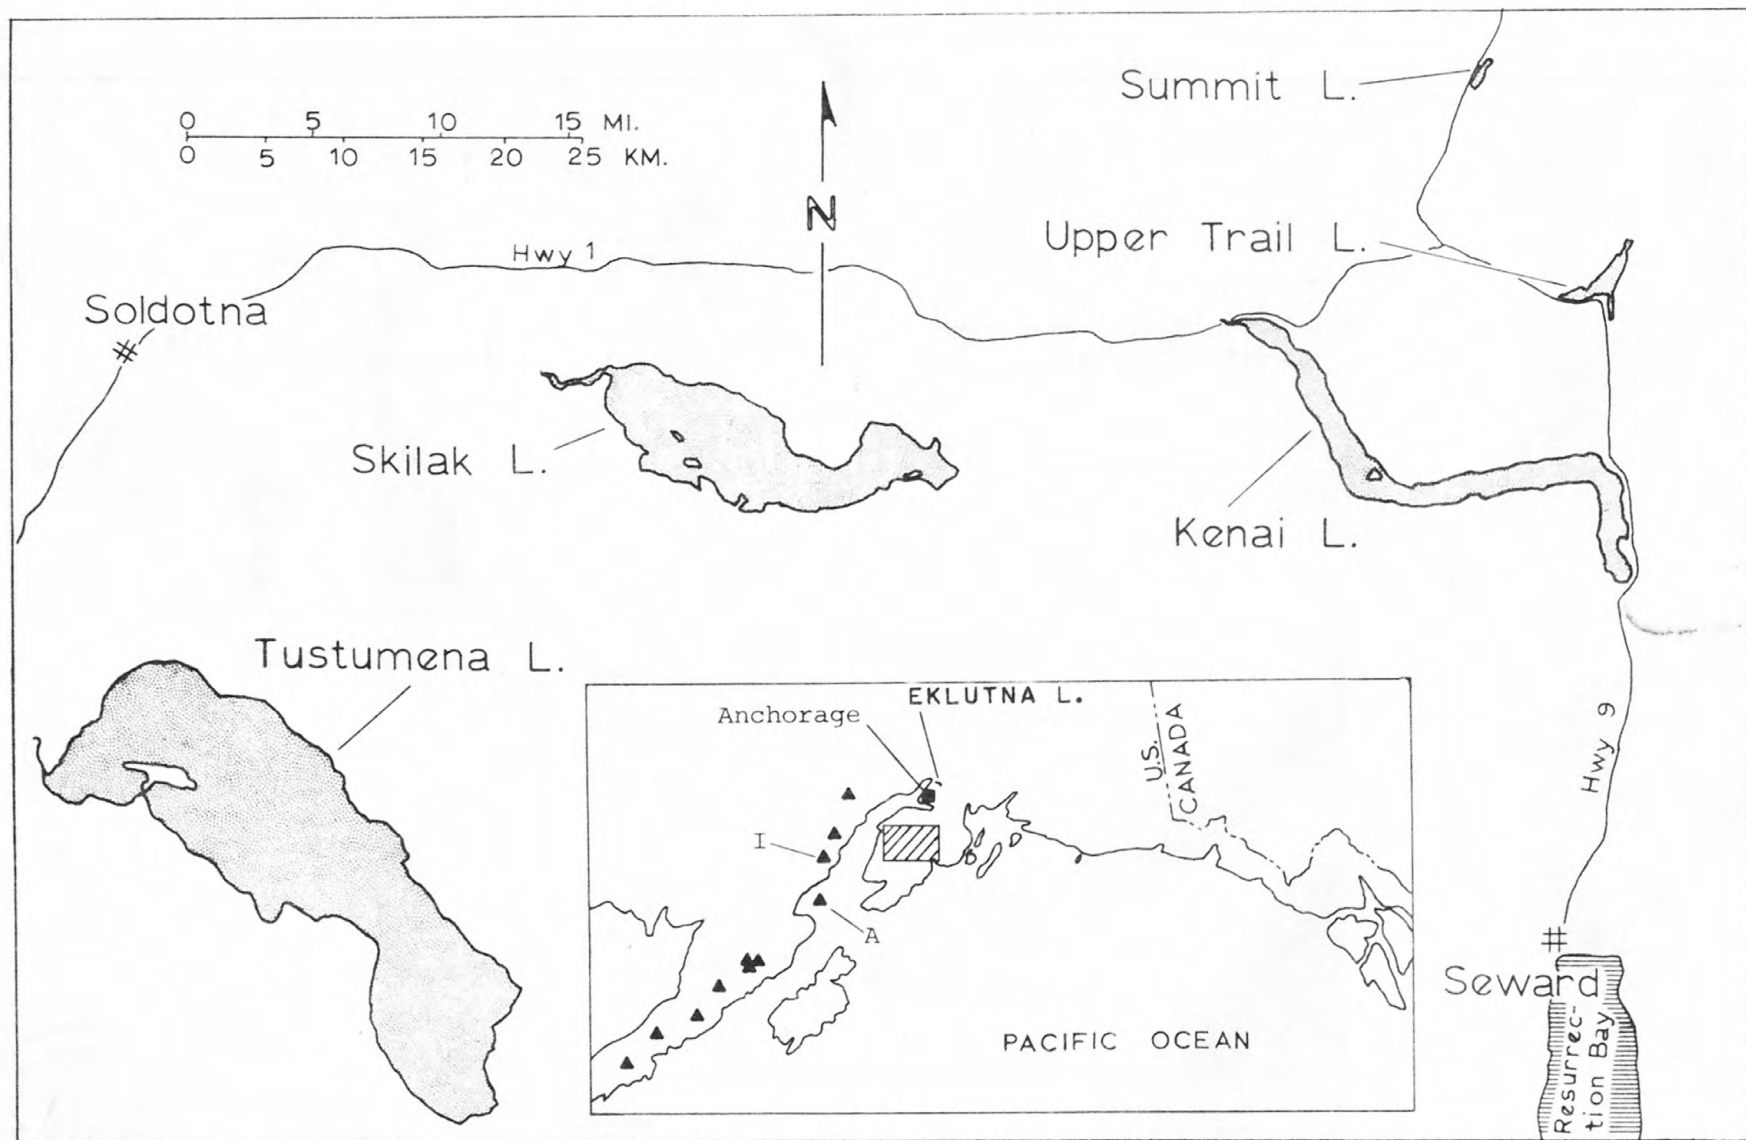 Summit L.
0 5 10 15 MI.
0 5 10 15 20 25 KM.
N
Upper Trail L.
Hwy 1
Soldotna
Skilak L.
Kenai L.
Tustumena L.
EKLUTNA L.
Anchorage
U.S.
CANADA
Hwy 9
I
A
PACIFIC OCEAN
Seward
Resurrec-
tion Bay